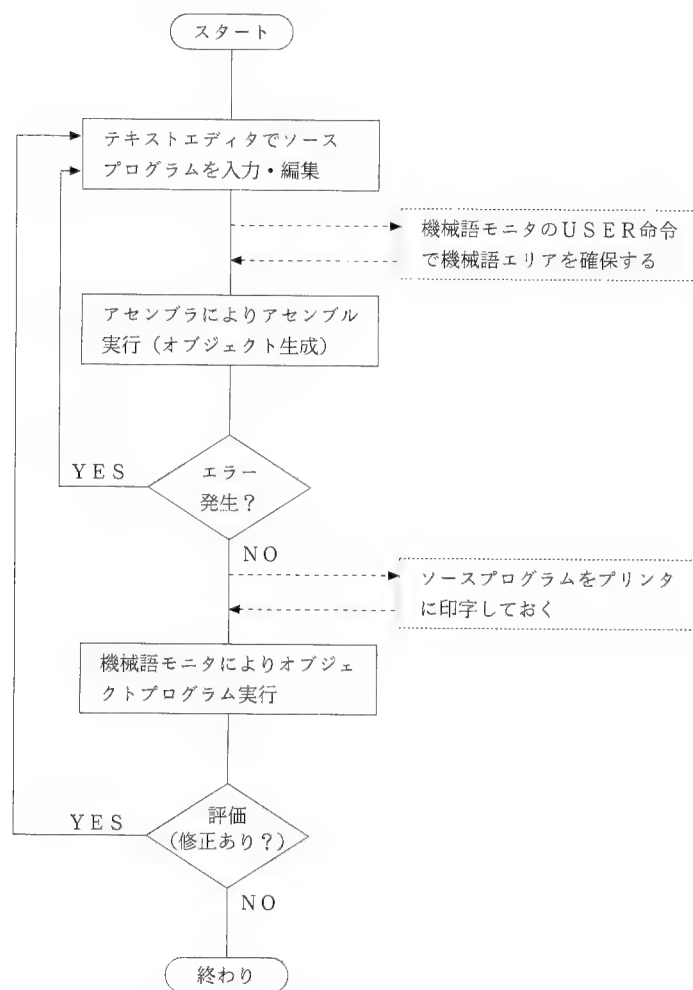 スタート
テキストエディタでソース
プログラムを入力・編集
機械語モニタのUSER命令
で機械語エリアを確保する
アセンブラによりアセンブル
実行（オブジェクト生成）
YES
エラー
発生？
NO
ソースプログラムをプリンタ
に印字しておく
機械語モニタによりオブジェ
クトプログラム実行
YES
評価
（修正あり？）
NO
終わり